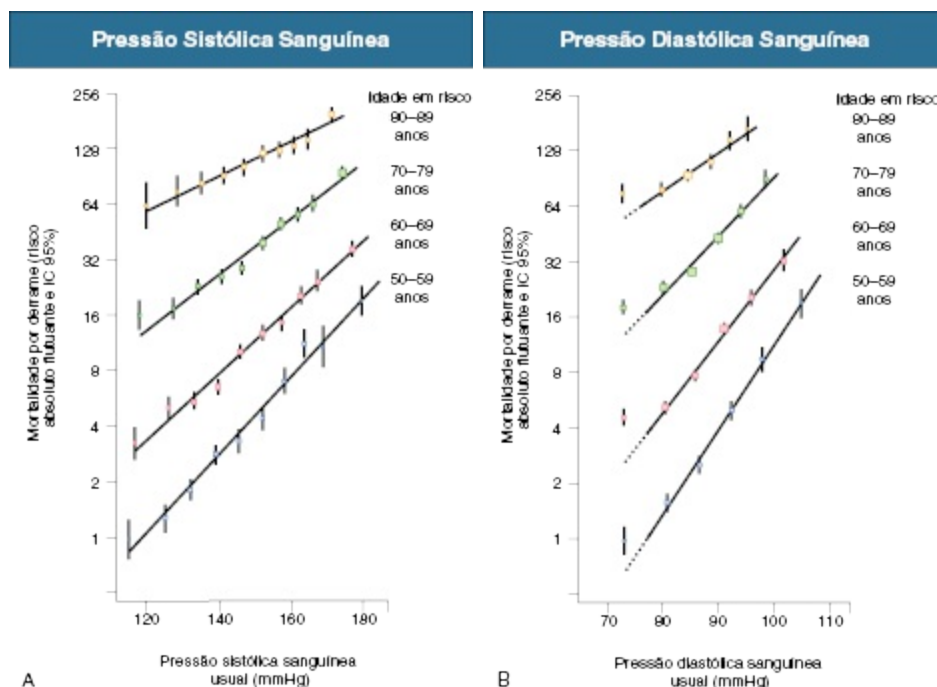 Pressão Sistólica Sanguínea
Mortalidade por derrame (risco
absoluto flutuante e IC 95%)
256
128
64
32
16
8
4
2
1
120 140 160 180
Pressão sistólica sanguínea
usual (mmHg)
Idade em risco
80–89
anos
70–79
anos
60–69
anos
50–59
anos
A
Pressão Diastólica Sanguínea
Mortalidade por derrame (risco
absoluto flutuante e IC 95%)
256
128
64
32
16
8
4
2
1
70 80 90 100 110
Pressão diastólica sanguínea
usual (mmHg)
Idade em risco
80–89
anos
70–79
anos
60–69
anos
50–59
anos
B